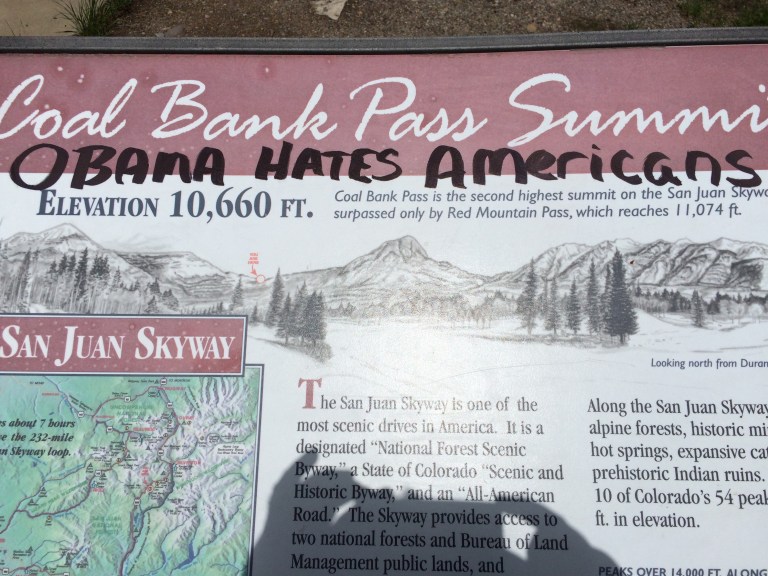 Coal Bank Pass Summi
OBAMA HATES AMERICANS
ELEVATION 10,660 FT.
Coal Bank Pass is the second highest summit on the San Juan Skyw
surpassed only by Red Mountain Pass, which reaches 11,074 ft.
SAN JUAN SKYWAY
Looking north from Duran
s about 7 hours
e the 232-mile
n Skyway loop.
The San Juan Skyway is one of the
most scenic drives in America. It is a
designated "National Forest Scenic
Byway," a State of Colorado "Scenic and
Historic Byway," and an "All-American
Road." The Skyway provides access to
two national forests and Bureau of Land
Management public lands, and
Along the San Juan Skyway
alpine forests, historic mi
hot springs, expansive cat
prehistoric Indian ruins.
10 of Colorado's 54 peak
ft. in elevation.
PEAKS OVER 14,000 FT. ALONG